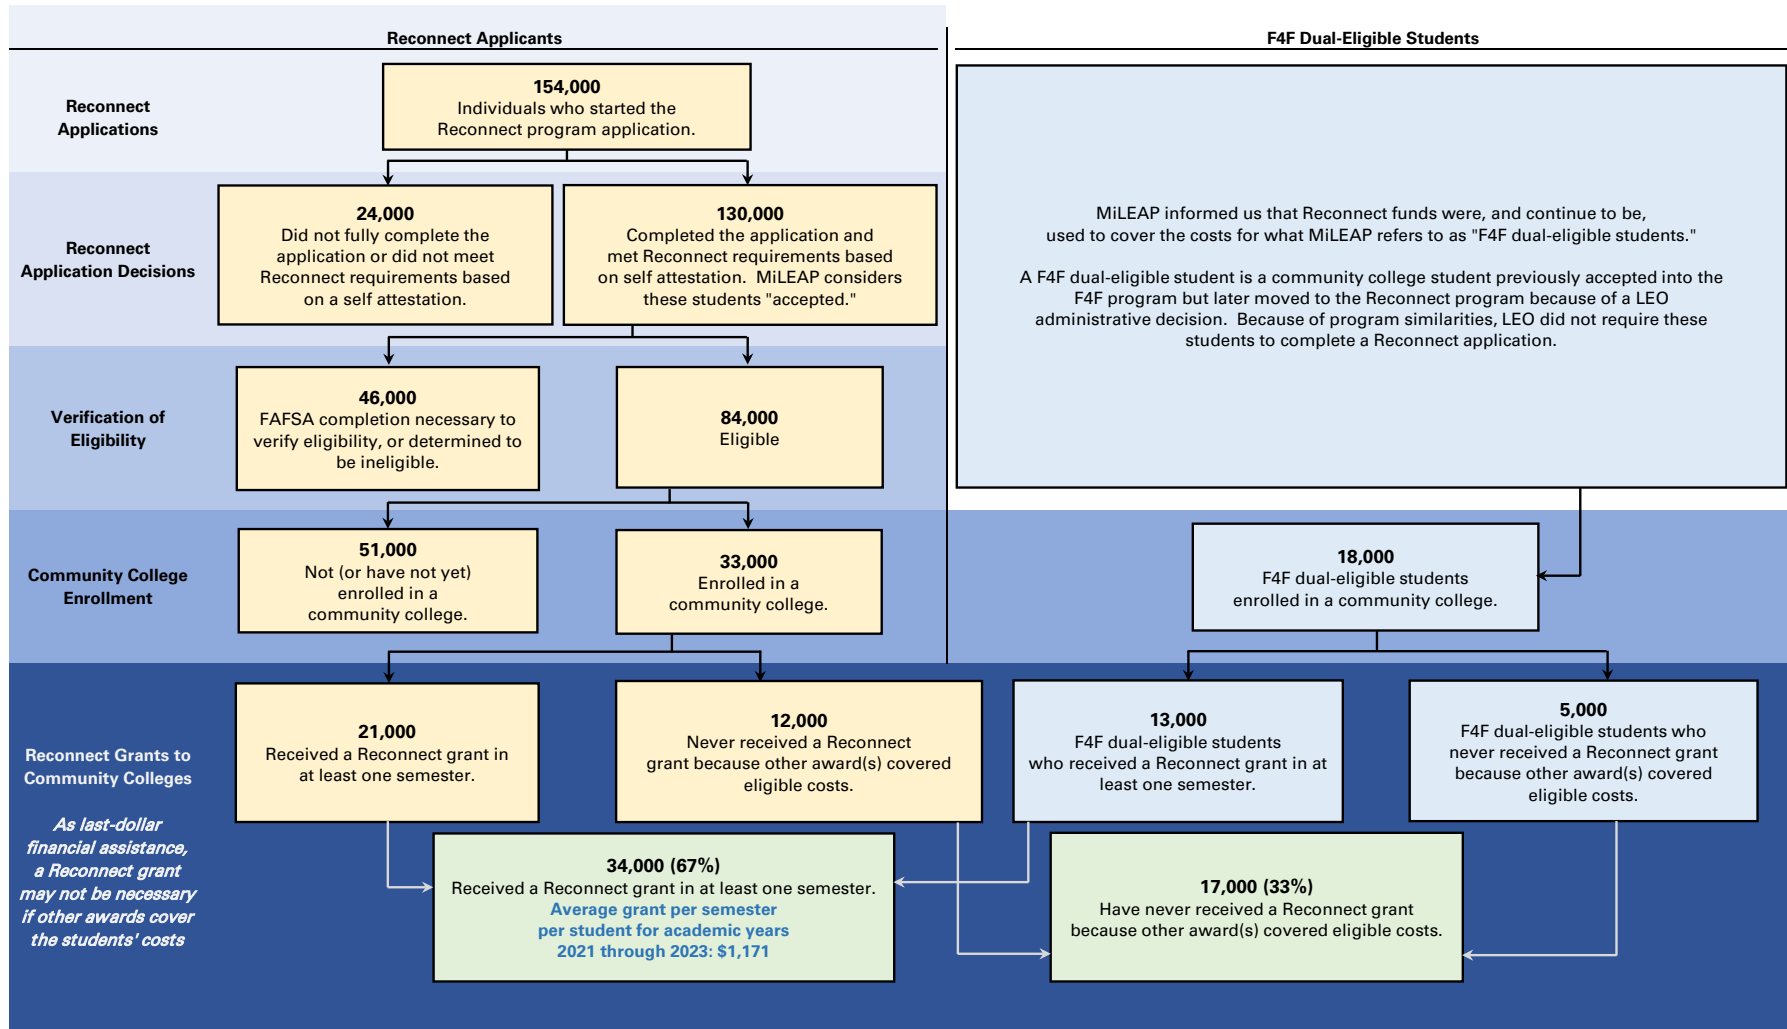 Reconnect Applicants
F4F Dual-Eligible Students
Reconnect
Applications
154,000
Individuals who started the
Reconnect program application.
Reconnect
Application Decisions
24,000
Did not fully complete the
application or did not meet
Reconnect requirements based
on a self attestation.
130,000
Completed the application and
met Reconnect requirements based
on self attestation. MiLEAP considers
these students "accepted."
MiLEAP informed us that Reconnect funds were, and continue to be,
used to cover the costs for what MiLEAP refers to as "F4F dual-eligible students."
A F4F dual-eligible student is a community college student previously accepted into the
F4F program but later moved to the Reconnect program because of a LEO
administrative decision. Because of program similarities, LEO did not require these
students to complete a Reconnect application.
Verification of
Eligibility
46,000
FAFSA completion necessary to
verify eligibility, or determined to
be ineligible.
84,000
Eligible
Community College
Enrollment
51,000
Not (or have not yet)
enrolled in a
community college.
33,000
Enrolled in a
community college.
18,000
F4F dual-eligible students
enrolled in a community college.
Reconnect Grants to
Community Colleges
As last-dollar
financial assistance,
a Reconnect grant
may not be necessary
if other awards cover
the students' costs
21,000
Received a Reconnect grant in
at least one semester.
12,000
Never received a Reconnect
grant because other award(s) covered
eligible costs.
13,000
F4F dual-eligible students
who received a Reconnect grant in at
least one semester.
5,000
F4F dual-eligible students who
never received a Reconnect grant
because other award(s) covered
eligible costs.
34,000 (67%)
Received a Reconnect grant in at least one semester.
Average grant per semester
per student for academic years
2021 through 2023: $1,171
17,000 (33%)
Have never received a Reconnect grant
because other award(s) covered eligible costs.